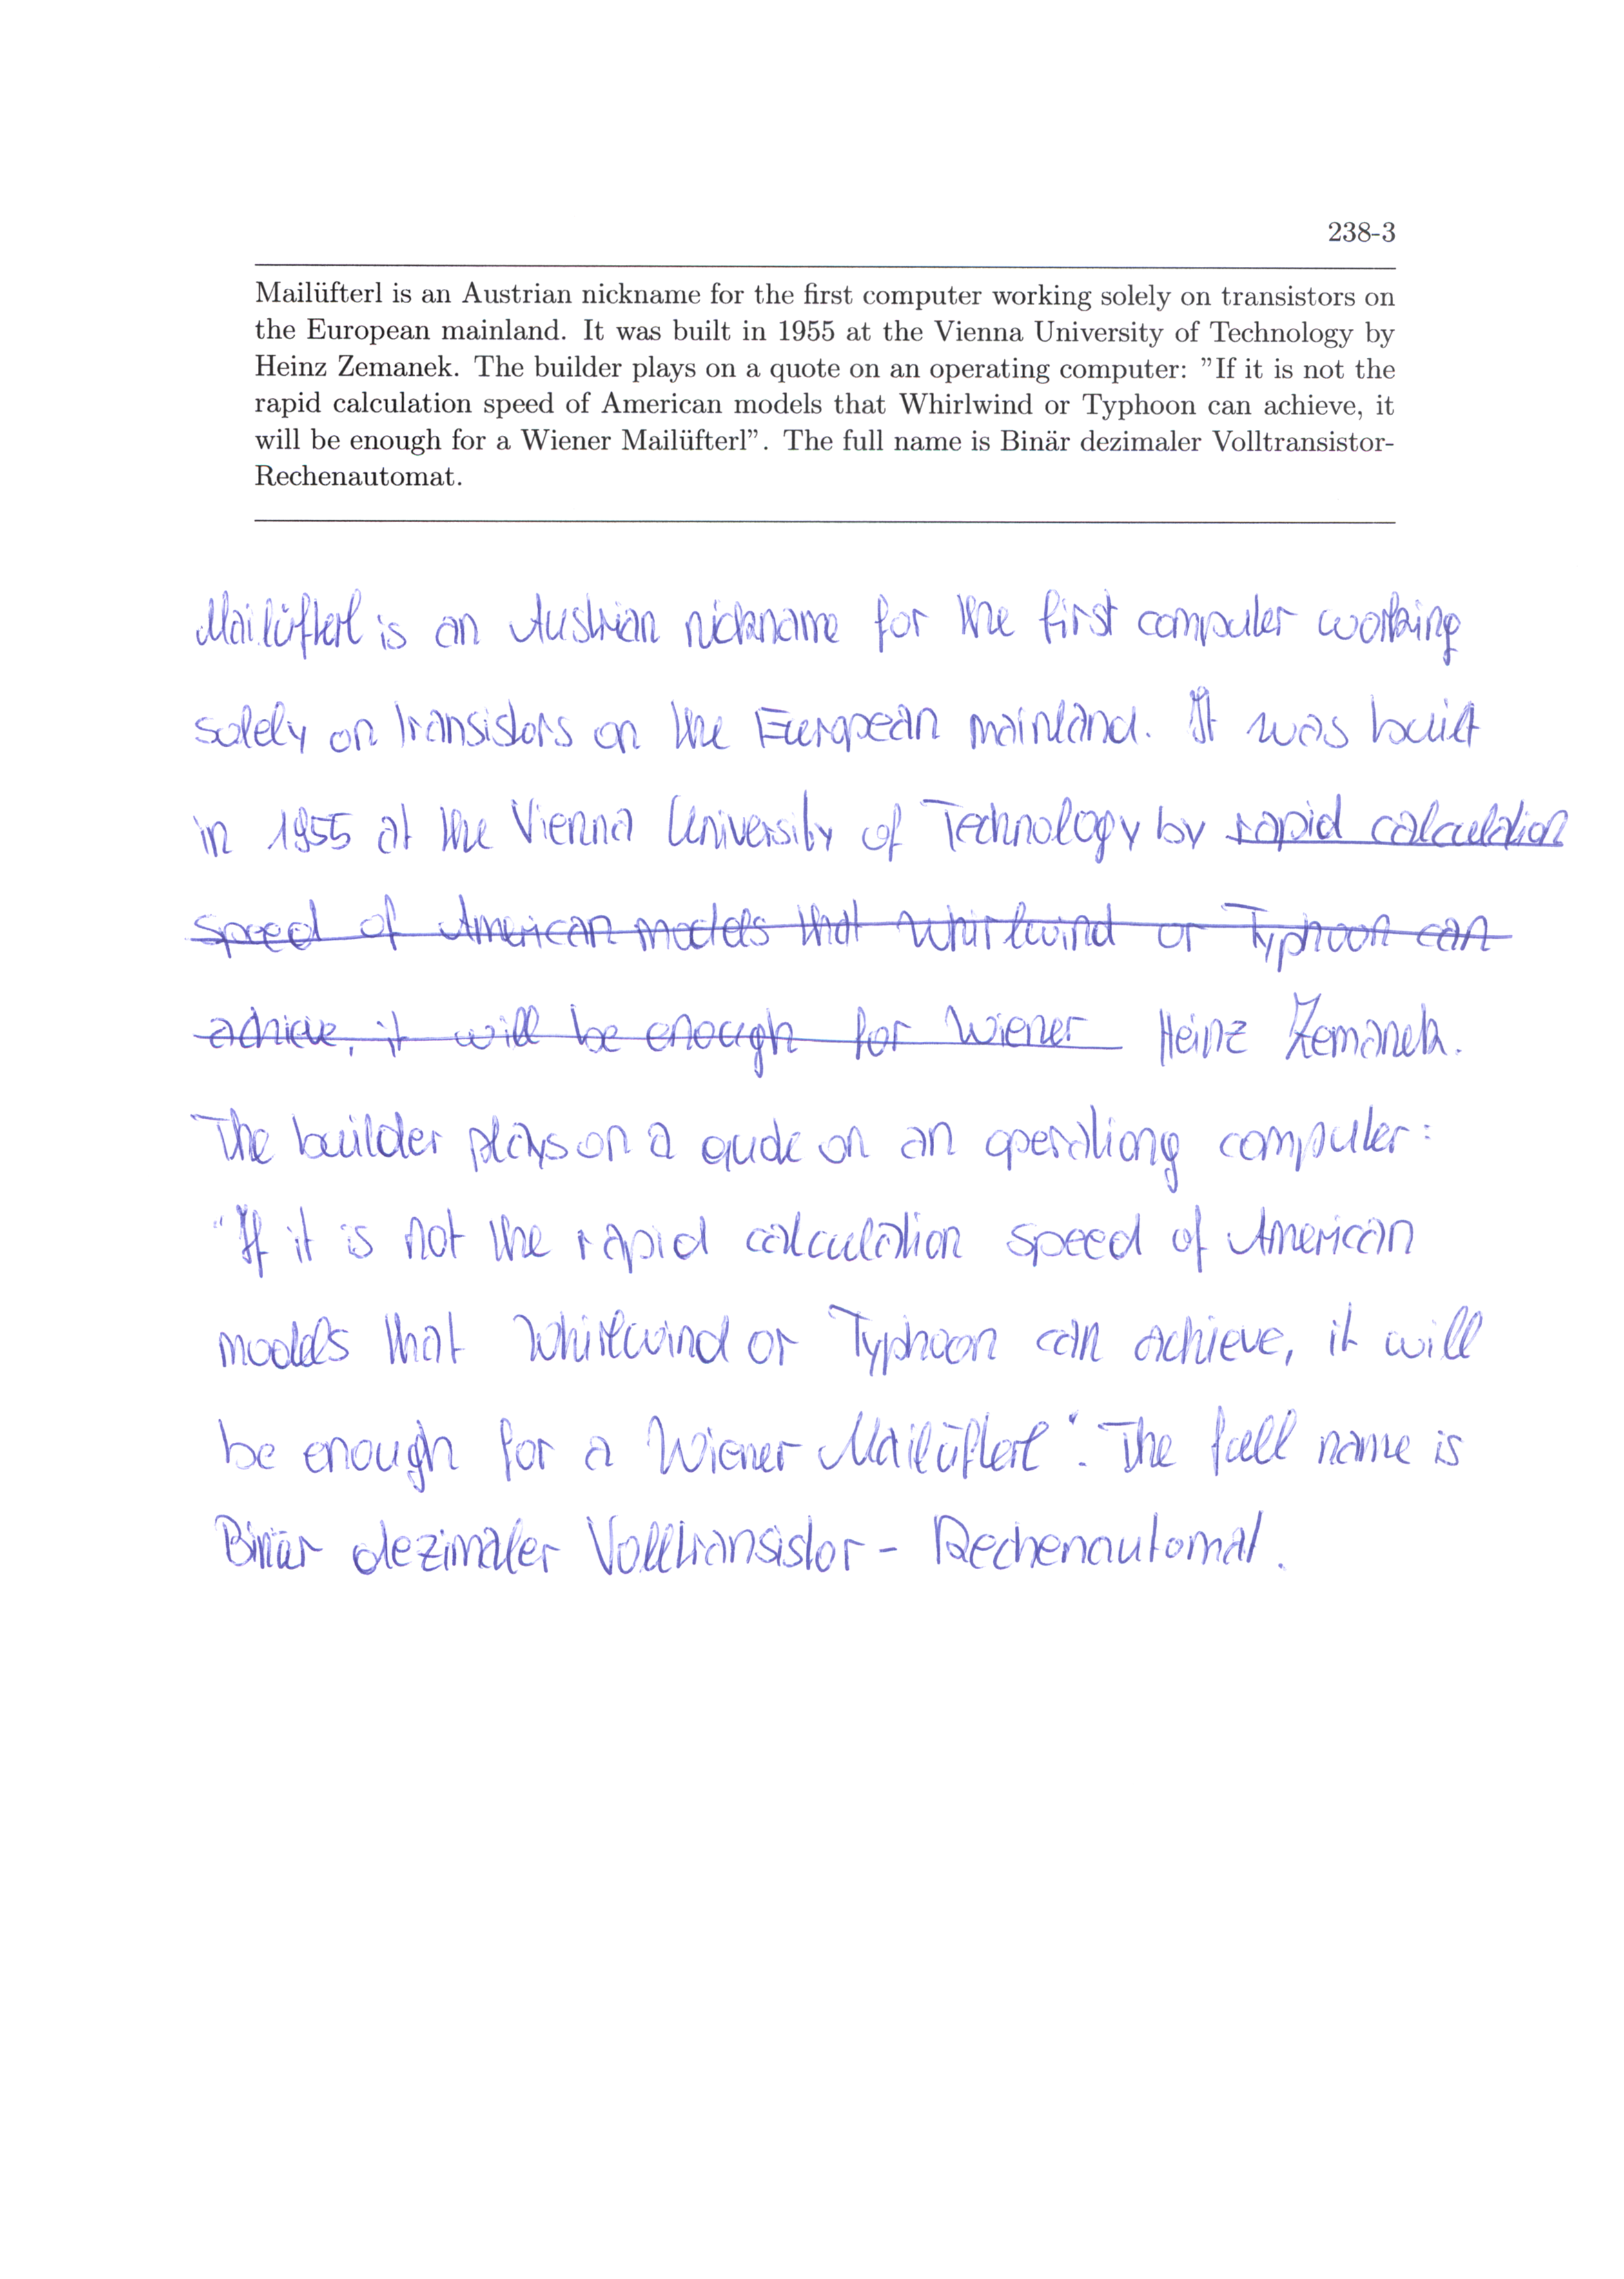 238-3
Mailüfterl is an Austrian nickname for the first computer working solely on transistors on
the European mainland. It was built in 1955 at the Vienna University of Technology by
Heinz Zemanek. The builder plays on a quote on an operating computer: ”If it is not the
rapid calculation speed of American models that Whirlwind or Typhoon can achieve, it
will be enough for a Wiener Mailüfterl”. The full name is Binär dezimaler Volltransistor-
Rechenautomat.
Mailüfterl is an Austrian nickname for the first computer working
solely on transistors on the European mainland. It was built
in 1955 at the Vienna University of Technology by rapid calculation
speed of American models that Whirlwind or Typhoon can
achieve, it will be enough for Wiener Heinz Zemanek.
The builder plays on a qude on an operationg computer:
"If it is not the rapid calculation speed of American
models that Whirlwind or Typhoon can achieve, it will
be enough for a Wiener Mailüfterl". The full name is
Binär dezimaler Volltransistor - Rechenautomat.